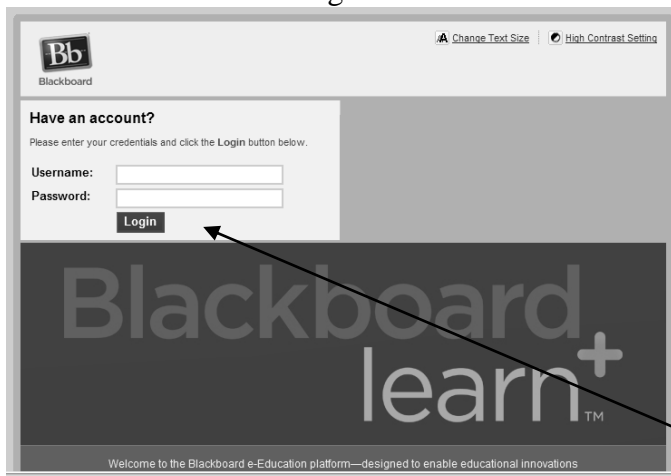 Bb
Blackboard
Change Text Size
High Contrast Setting
Have an account?
Please enter your credentials and click the Login button below.
Username:
Password:
Login
Blackboard
learn+™
Welcome to the Blackboard e-Education platform—designed to enable educational innovations